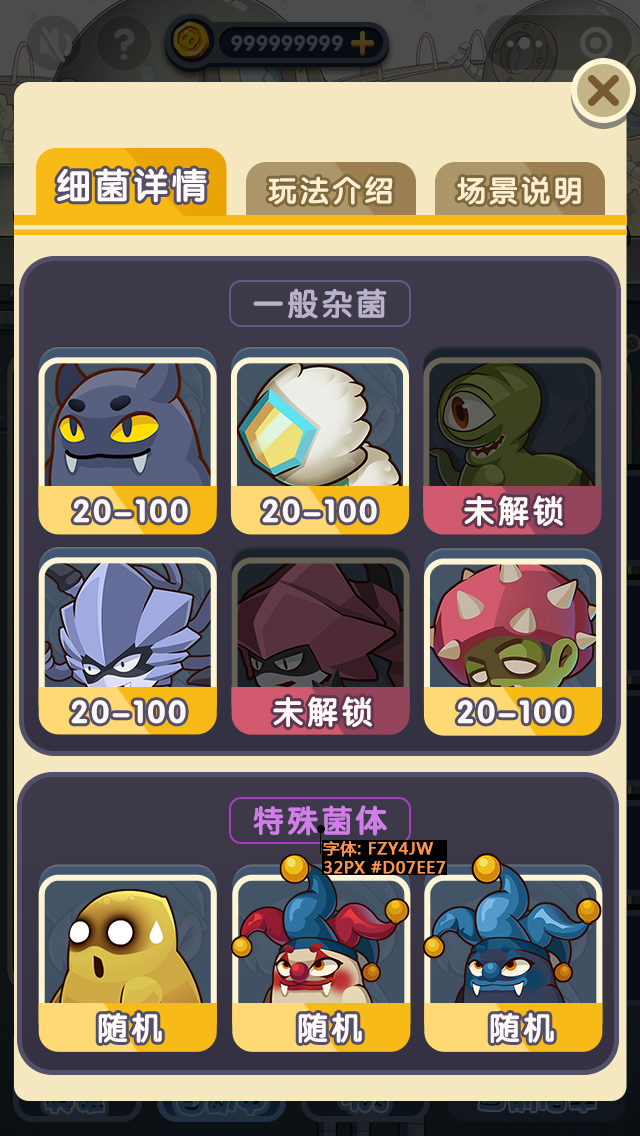 ?
999999999 +
细菌详情 玩法介绍 场景说明
一般杂菌
20-100 20-100 未解锁
20-100 未解锁 20-100
特殊菌体
字体: FZY4JW
32PX #D07EE7
随机 随机 随机